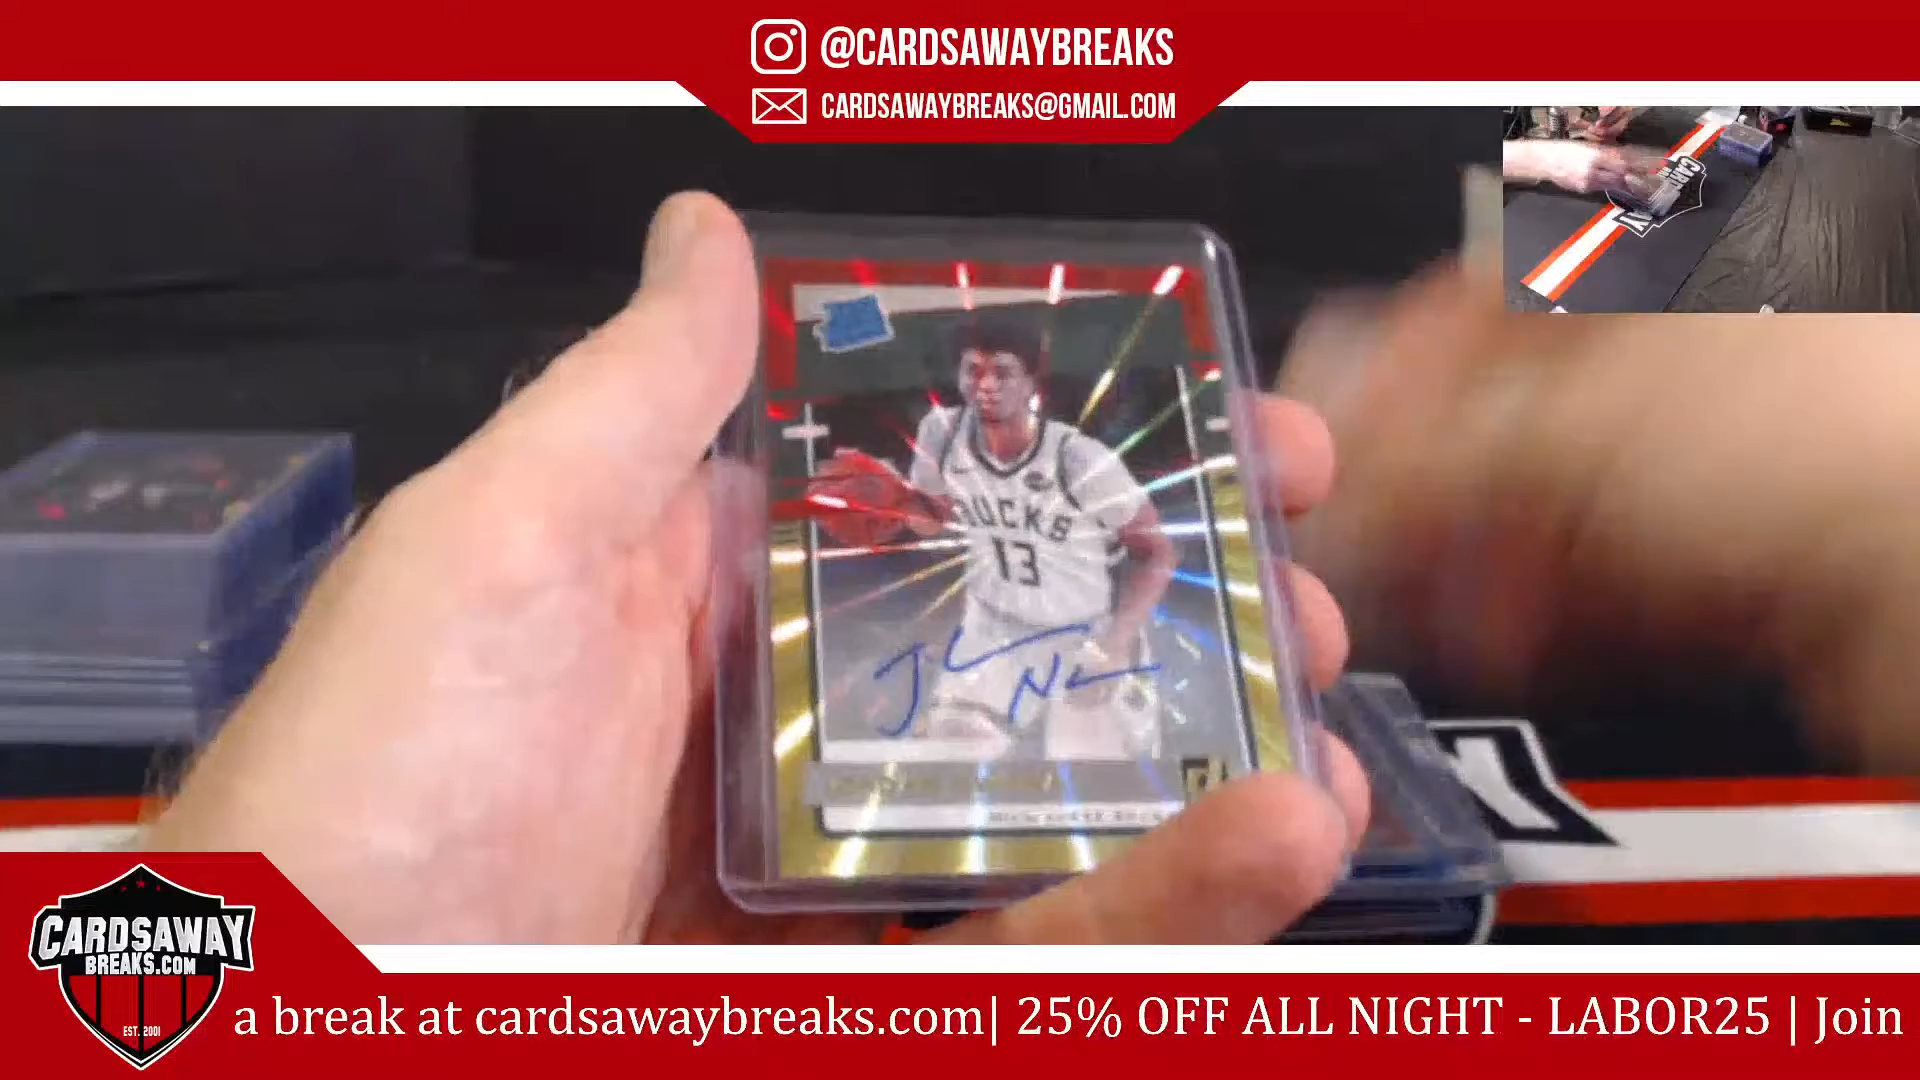 @CARDSAWAYBREAKS
CARDSAWAYBREAKS@GMAIL.COM
BUCKS
13
CARDSAWAY
BREAKS.COM
EST. 2001
a break at cardsawaybreaks.com| 25% OFF ALL NIGHT - LABOR25 | Join